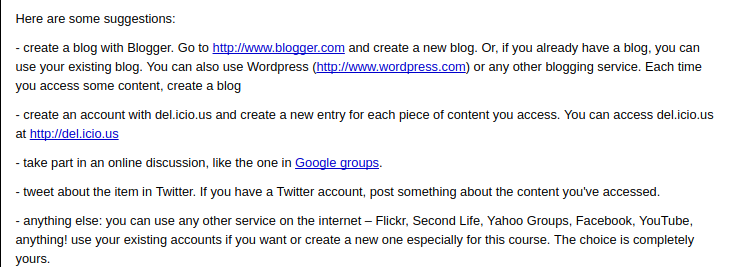 Here are some suggestions:
- create a blog with Blogger. Go to http://www.blogger.com and create a new blog. Or, if you already have a blog, you can
use your existing blog. You can also use Wordpress (http://www.wordpress.com) or any other blogging service. Each time
you access some content, create a blog
- create an account with del.icio.us and create a new entry for each piece of content you access. You can access del.icio.us
at http://del.icio.us
- take part in an online discussion, like the one in Google groups.
- tweet about the item in Twitter. If you have a Twitter account, post something about the content you've accessed.
- anything else: you can use any other service on the internet – Flickr, Second Life, Yahoo Groups, Facebook, YouTube,
anything! use your existing accounts if you want or create a new one especially for this course. The choice is completely
yours.